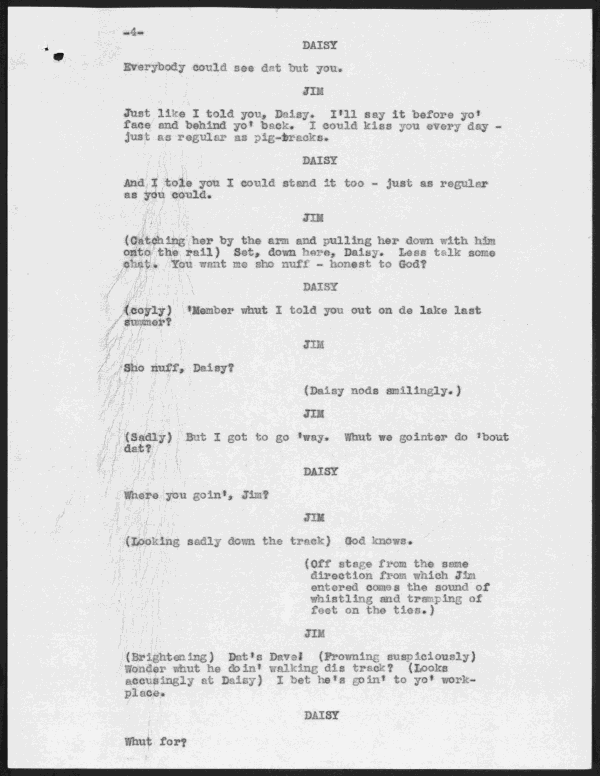 -4-
DAISY
Everybody could see dat but you.
JIM
Just like I told you, Daisy. I'll say it before yo'
face and behind yo' back. I could kiss you every day -
just as regular as pig-tracks.
DAISY
And I tole you I could stand it too - just as regular
as you could.
JIM
(Catching her by the arm and pulling her down with him
onto the rail) Set, down here, Daisy. Less talk some
chat. You want me sho nuff - honest to God?
DAISY
(coyly) 'Member whut I told you out on de lake last
summer?
JIM
Sho nuff, Daisy?
(Daisy nods smilingly.)
JIM
(Sadly) But I got to go 'way. Whut we gointer do 'bout
dat?
DAISY
Where you goin', Jim?
JIM
(Looking sadly down the track) God knows.
(Off stage from the same
direction from which Jim
entered comes the sound of
whistling and tramping of
feet on the ties.)
JIM
(Brightening) Dat's Dave! (Frowning suspiciously)
Wonder whut he doin' walking dis track? (Looks
accusingly at Daisy) I bet he's goin' to yo' work-
place.
DAISY
Whut for?